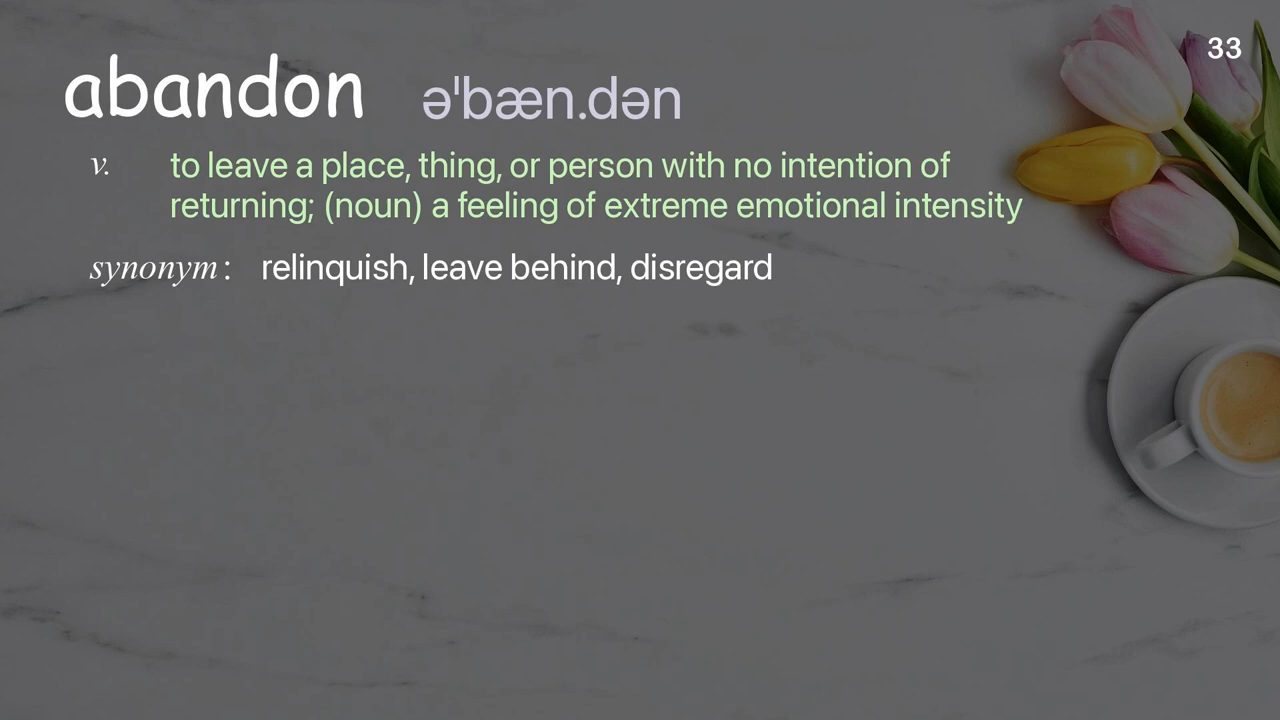 33
abandon əˈbæn.dən
v. to leave a place, thing, or person with no intention of
returning; (noun) a feeling of extreme emotional intensity
synonym: relinquish, leave behind, disregard